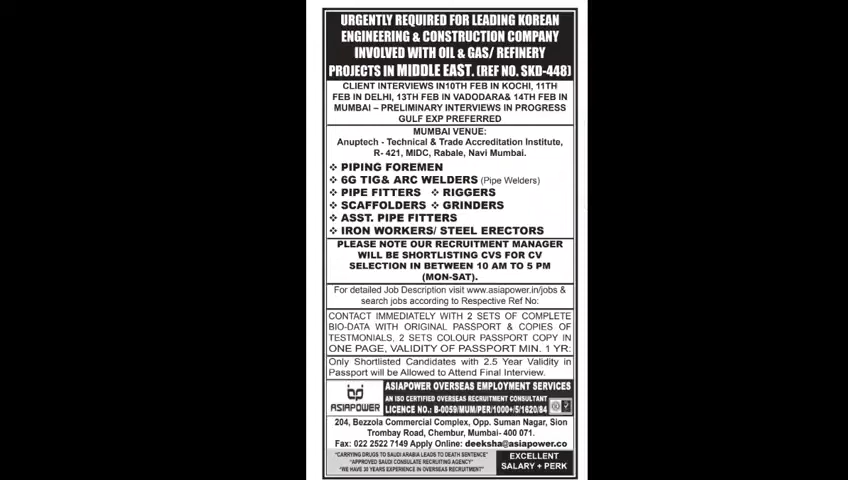 URGENTLY REQUIRED FOR LEADING KOREAN
ENGINEERING & CONSTRUCTION COMPANY
INVOLVED WITH OIL & GAS/ REFINERY
PROJECTS IN MIDDLE EAST. (REF NO. SKD-448)
CLIENT INTERVIEWS IN10TH FEB IN KOCHI, 11TH
FEB IN DELHI, 13TH FEB IN VADODARA& 14TH FEB IN
MUMBAI – PRELIMINARY INTERVIEWS IN PROGRESS
GULF EXP PREFERRED
MUMBAI VENUE:
Anuptech - Technical & Trade Accreditation Institute,
R- 421, MIDC, Rabale, Navi Mumbai.
❖ PIPING FOREMEN
❖ 6G TIG& ARC WELDERS (Pipe Welders)
❖ PIPE FITTERS ❖ RIGGERS
❖ SCAFFOLDERS ❖ GRINDERS
❖ ASST. PIPE FITTERS
❖ IRON WORKERS/ STEEL ERECTORS
PLEASE NOTE OUR RECRUITMENT MANAGER
WILL BE SHORTLISTING CVS FOR CV
SELECTION IN BETWEEN 10 AM TO 5 PM
(MON-SAT).
For detailed Job Description visit www.asiapower.in/jobs &
search jobs according to Respective Ref No:
CONTACT IMMEDIATELY WITH 2 SETS OF COMPLETE
BIO-DATA WITH ORIGINAL PASSPORT & COPIES OF
TESTMONIALS, 2 SETS COLOUR PASSPORT COPY IN
ONE PAGE, VALIDITY OF PASSPORT MIN. 1 YR:
Only Shortlisted Candidates with 2.5 Year Validity in
Passport will be Allowed to Attend Final Interview.
ASIAPOWER OVERSEAS EMPLOYMENT SERVICES
AN ISO CERTIFIED OVERSEAS RECRUITMENT CONSULTANT
ASIAPOWER LICENCE NO.: B-0059/MUM/PER/1000+/5/1620/84
204, Bezzola Commercial Complex, Opp. Suman Nagar, Sion
Trombay Road, Chembur, Mumbai- 400 071.
Fax: 022 2522 7149 Apply Online: deeksha@asiapower.co
"CARRYING DRUGS TO SAUDI ARABIA LEADS TO DEATH SENTENCE"
"APPROVED SAUDI CONSULATE RECRUITING AGENCY"
"WE HAVE 30 YEARS EXPERIENCE IN OVERSEAS RECRUITMENT"
EXCELLENT
SALARY + PERK